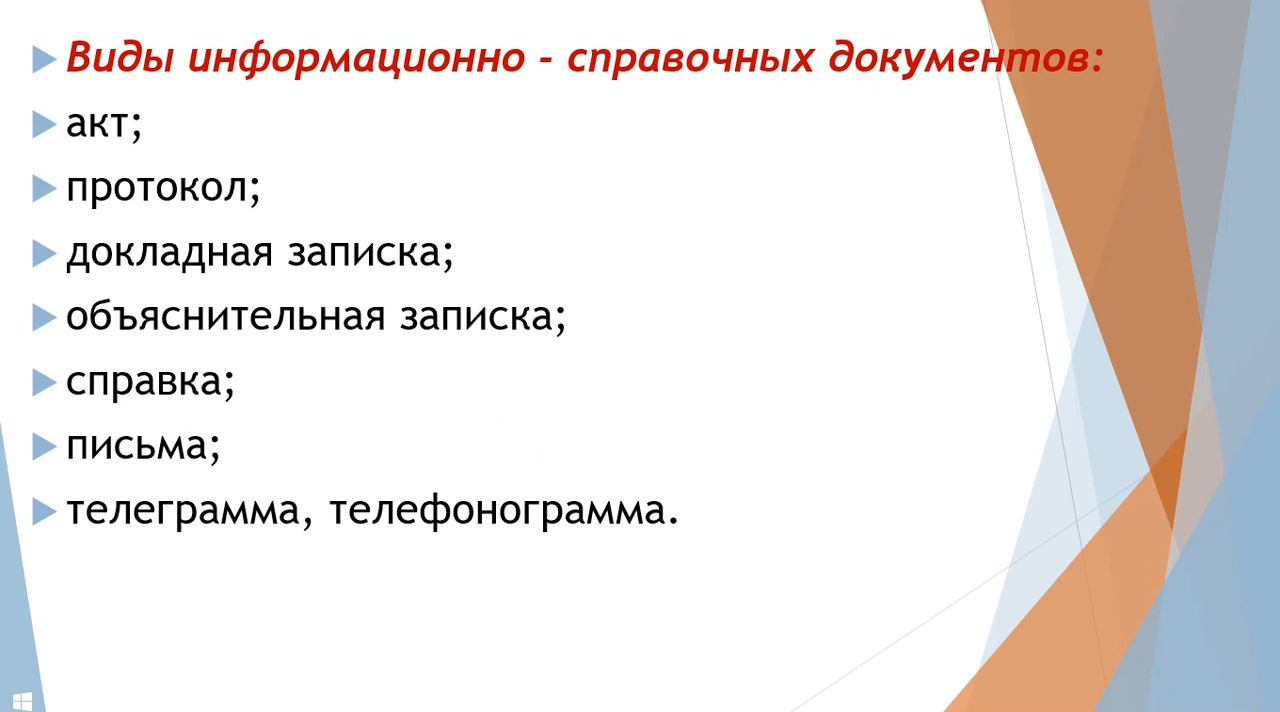 Виды информационно - справочных документов:
акт;
протокол;
докладная записка;
объяснительная записка;
справка;
письма;
телеграмма, телефонограмма.